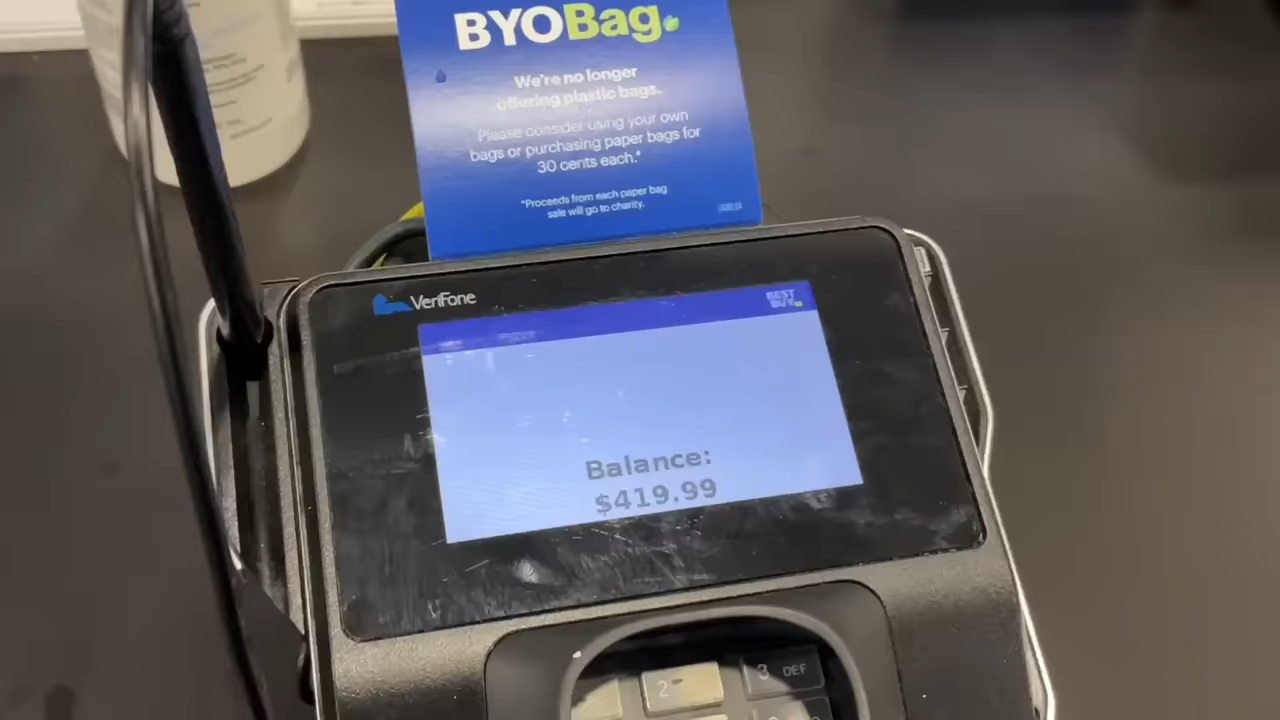 BYOBag.
We're no longer
offering plastic bags.
Please consider using your own
bags or purchasing paper bags for
30 cents each.*
*Proceeds from each paper bag
sale will go to charity.
VeriFone
BEST
BUY
Balance:
$419.99
2
3 DEF